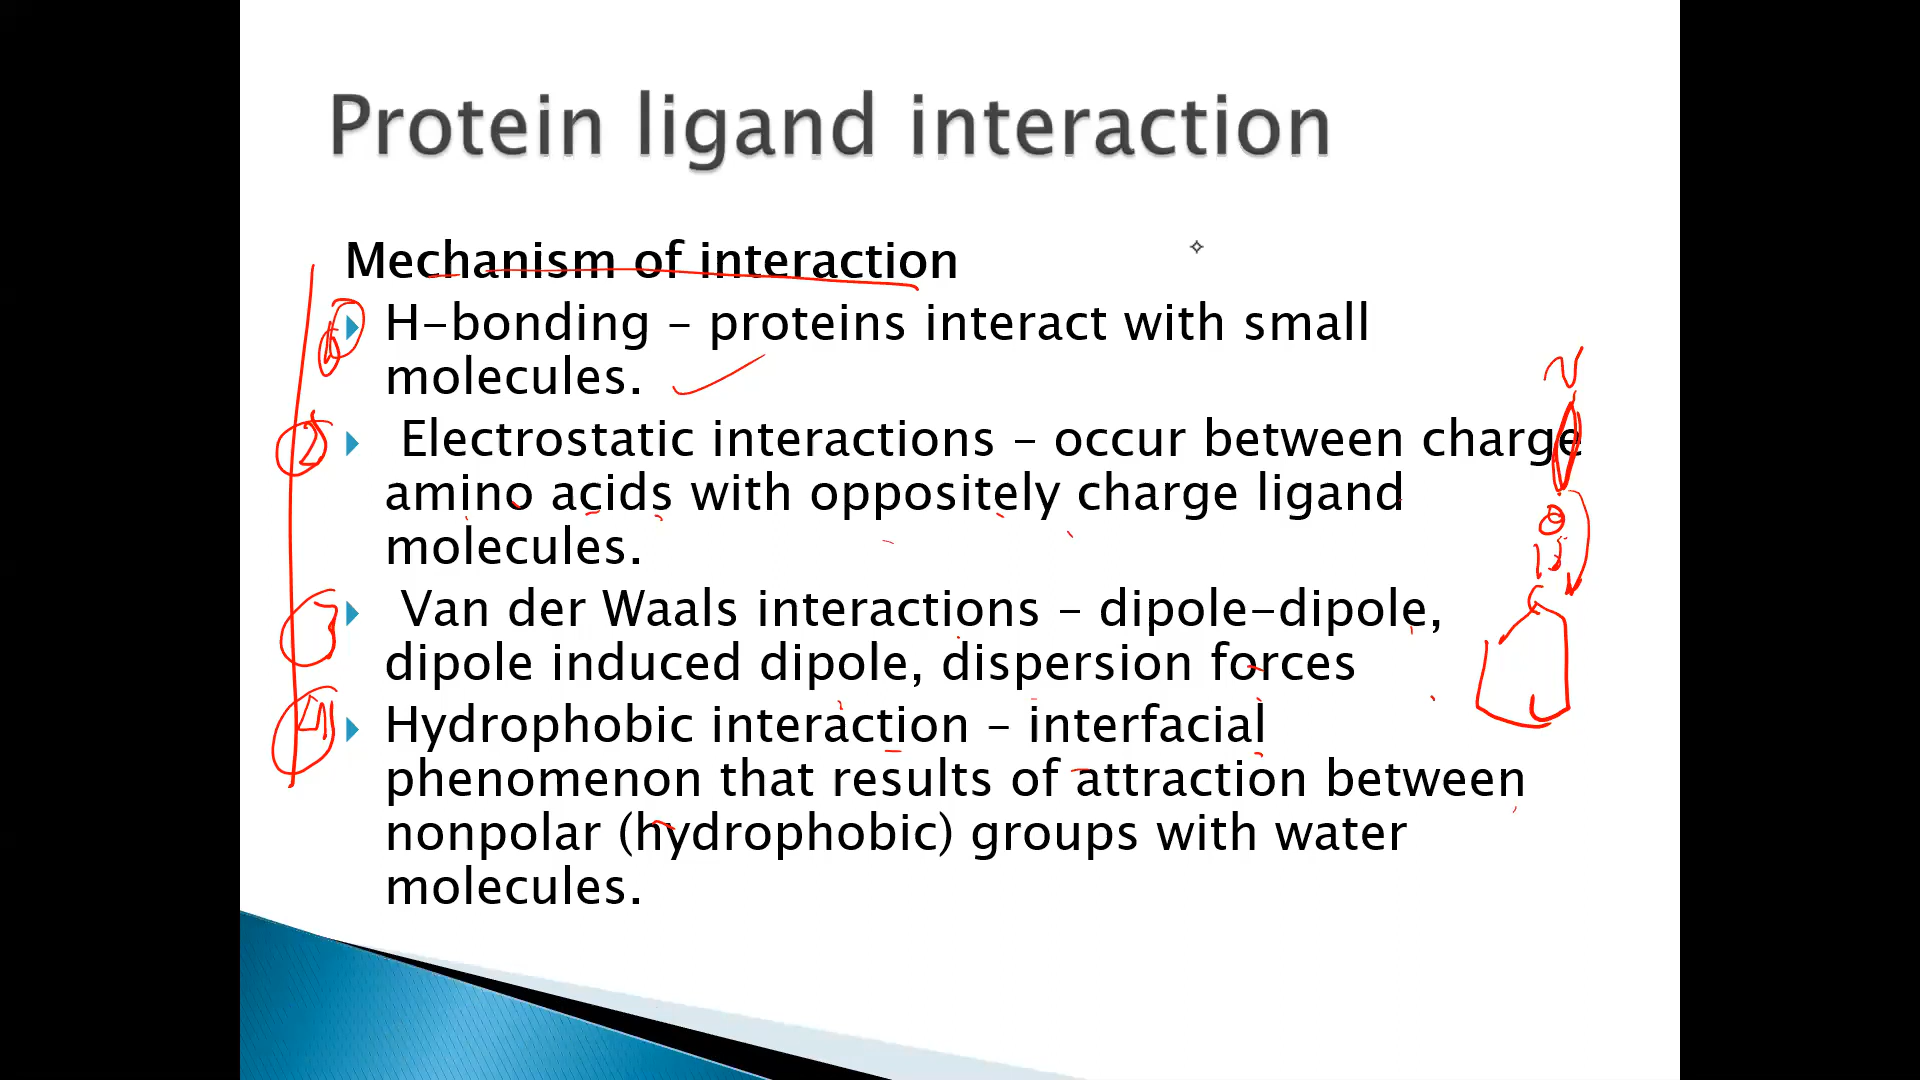 Protein ligand interaction
Mechanism of interaction
H-bonding - proteins interact with small
molecules.
Electrostatic interactions - occur between charge
amino acids with oppositely charge ligand
molecules.
Van der Waals interactions - dipole-dipole,
dipole induced dipole, dispersion forces
Hydrophobic interaction - interfacial
phenomenon that results of attraction between
nonpolar (hydrophobic) groups with water
molecules.